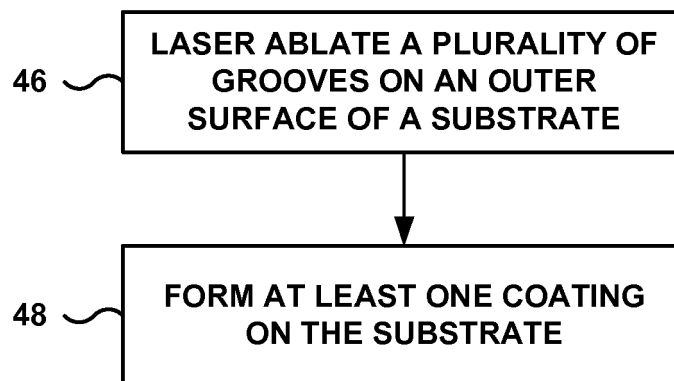 46
LASER ABLATE A PLURALITY OF
GROOVES ON AN OUTER
SURFACE OF A SUBSTRATE
48
FORM AT LEAST ONE COATING
ON THE SUBSTRATE